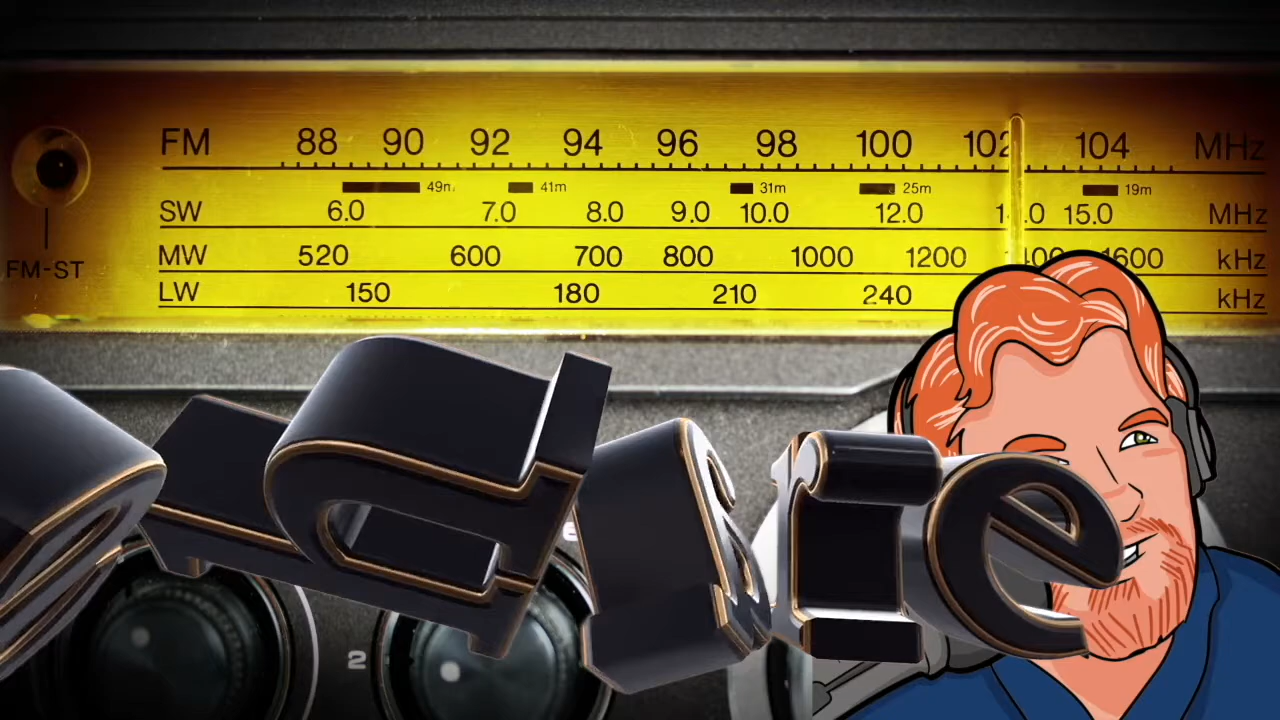 FM 88 90 92 94 96 98 100 102 104 MHz
49m 41m 31m 25m 19m
SW 6.0 7.0 8.0 9.0 10.0 12.0 15.0 MHz
MW 520 600 700 800 1000 1200 1600 kHz
FM-ST
LW 150 180 210 240 kHz
2